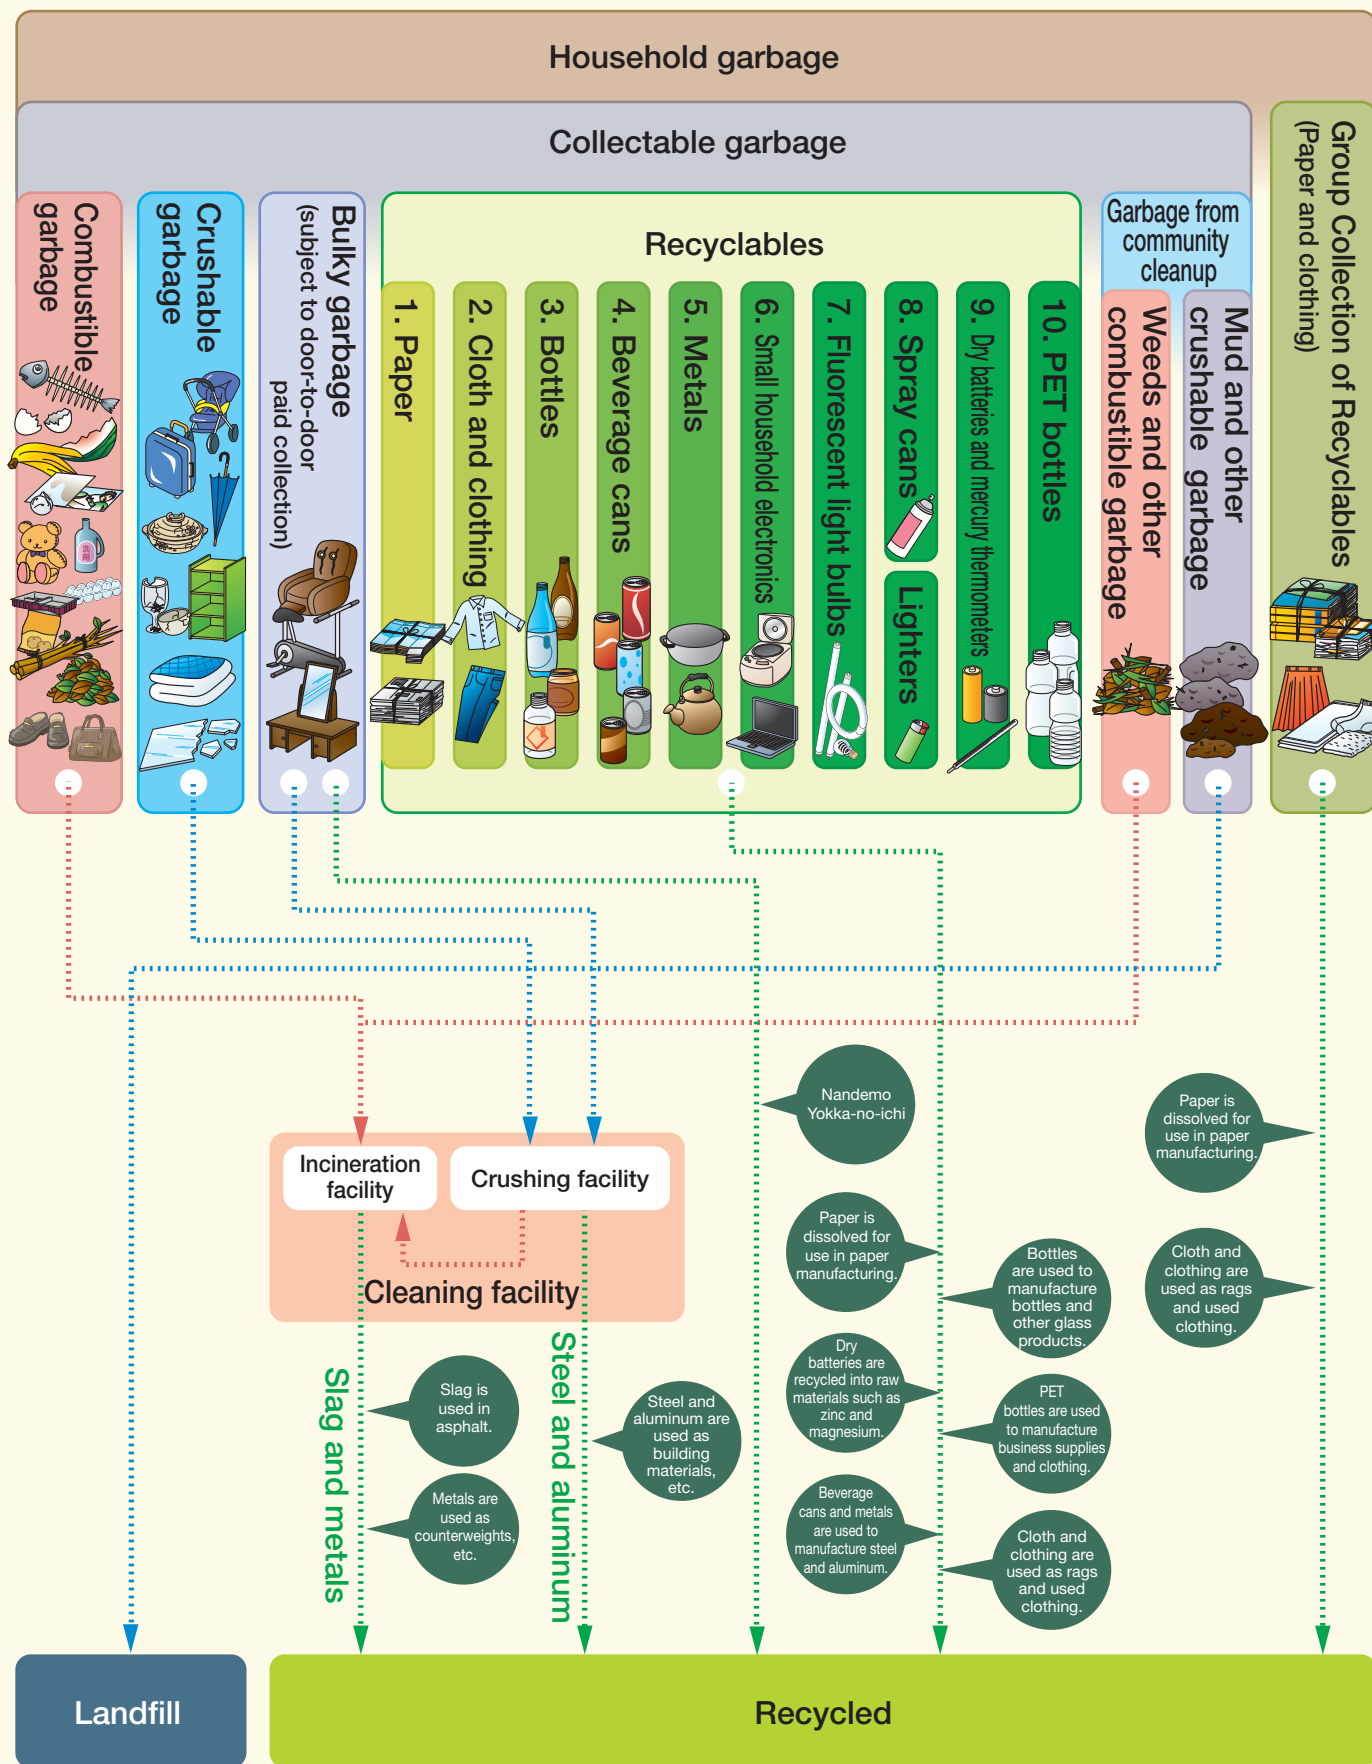 Household garbage
Collectable garbage
Group Collection of Recyclables
(Paper and clothing)
Combustible
garbage
Crushable
garbage
Bulky garbage
(subject to door-to-door
paid collection)
Recyclables
1. Paper
2. Cloth and clothing
3. Bottles
4. Beverage cans
5. Metals
6. Small household electronics
7. Fluorescent light bulbs
8. Spray cans
Lighters
9. Dry batteries and mercury thermometers
10. PET bottles
Garbage from
community
cleanup
Weeds and other
combustible garbage
Mud and other
crushable garbage
洗
剤
Nandemo
Yokka-no-ichi
Paper is
dissolved for
use in paper
manufacturing.
Incineration
facility
Crushing facility
Cleaning facility
Paper is
dissolved for
use in paper
manufacturing.
Bottles
are used to
manufacture
bottles and
other glass
products.
Cloth and
clothing are
used as rags
and used
clothing.
Slag and metals
Steel and aluminum
Slag is
used in
asphalt.
Metals are
used as
counterweights,
etc.
Steel and
aluminum are
used as
building
materials,
etc.
Dry
batteries are
recycled into raw
materials such as
zinc and
magnesium.
PET
bottles are used
to manufacture
business supplies
and clothing.
Beverage
cans and metals
are used to
manufacture steel
and aluminum.
Cloth and
clothing are
used as rags
and used
clothing.
Landfill
Recycled